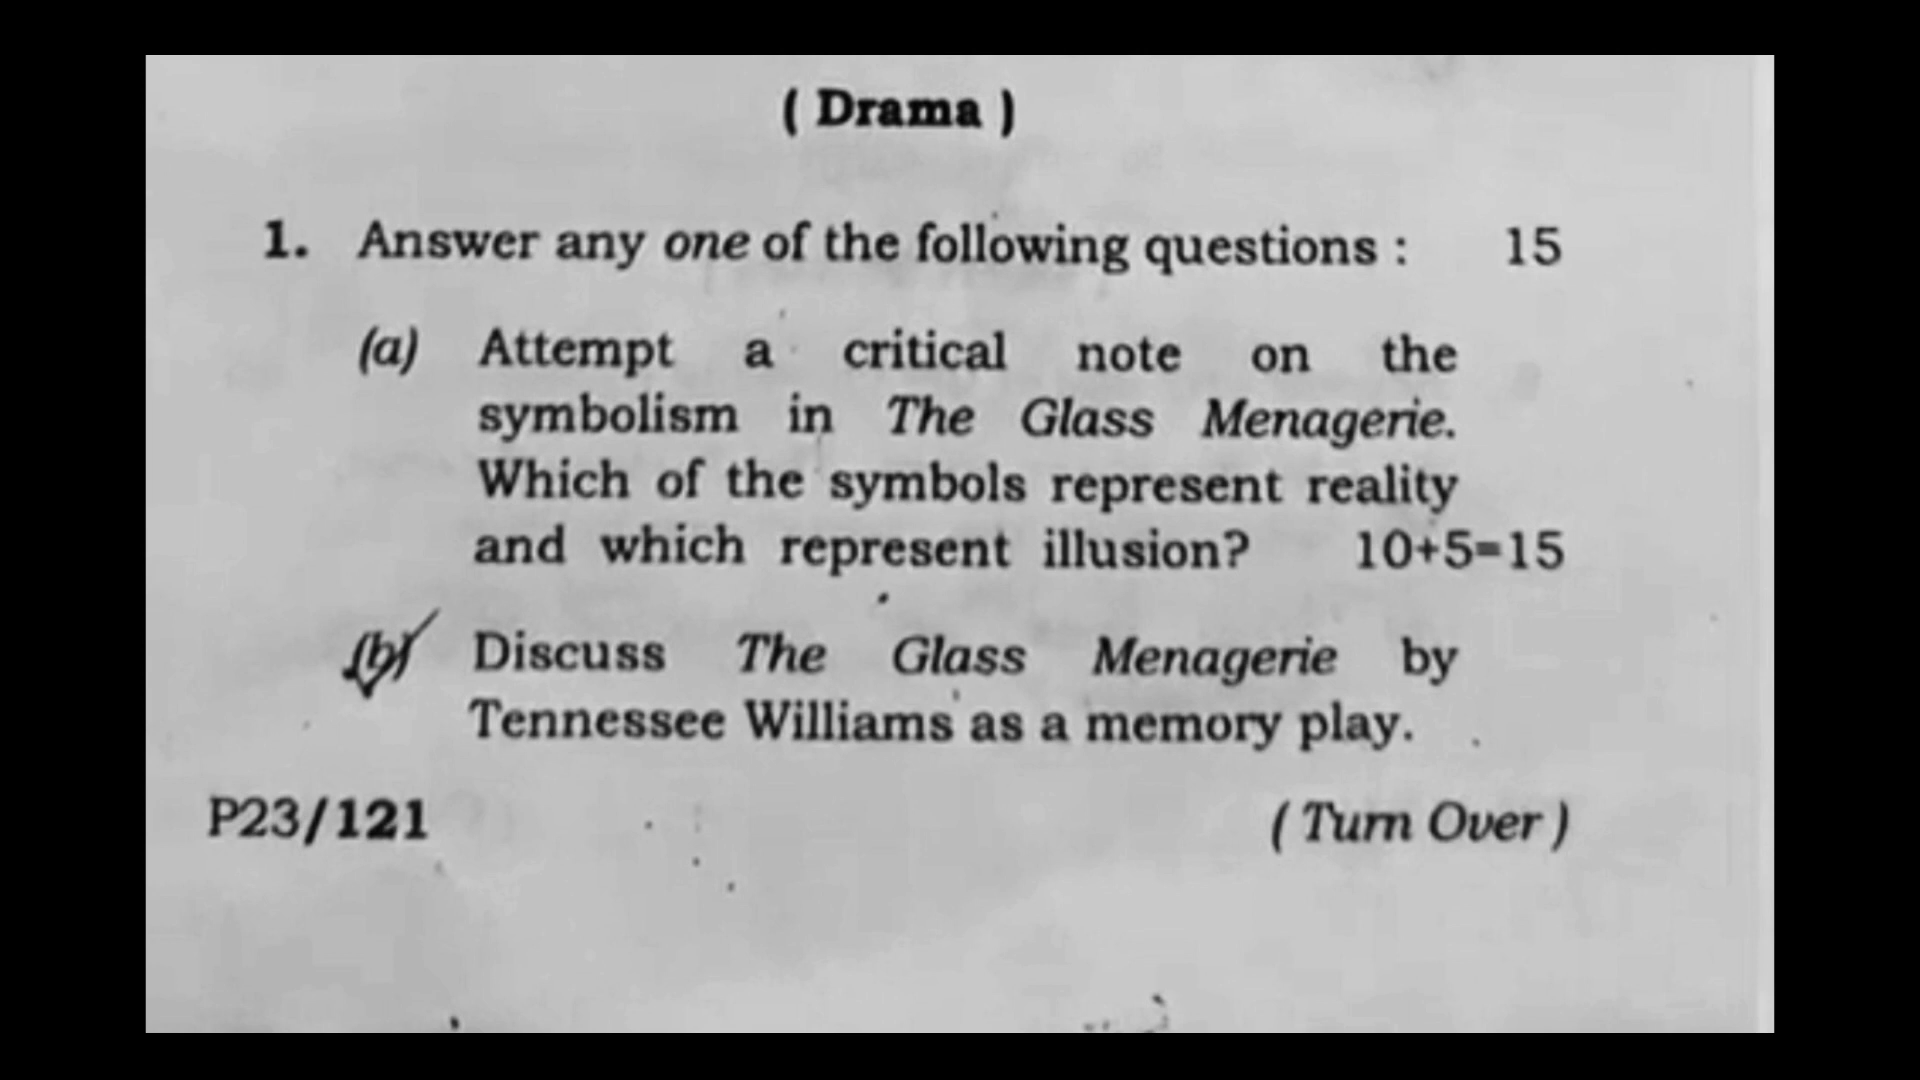 ( Drama )
1. Answer any one of the following questions : 15
(a) Attempt a critical note on the
symbolism in The Glass Menagerie.
Which of the symbols represent reality
and which represent illusion? 10+5=15
(b) Discuss The Glass Menagerie by
Tennessee Williams as a memory play.
P23/121 ( Turn Over )